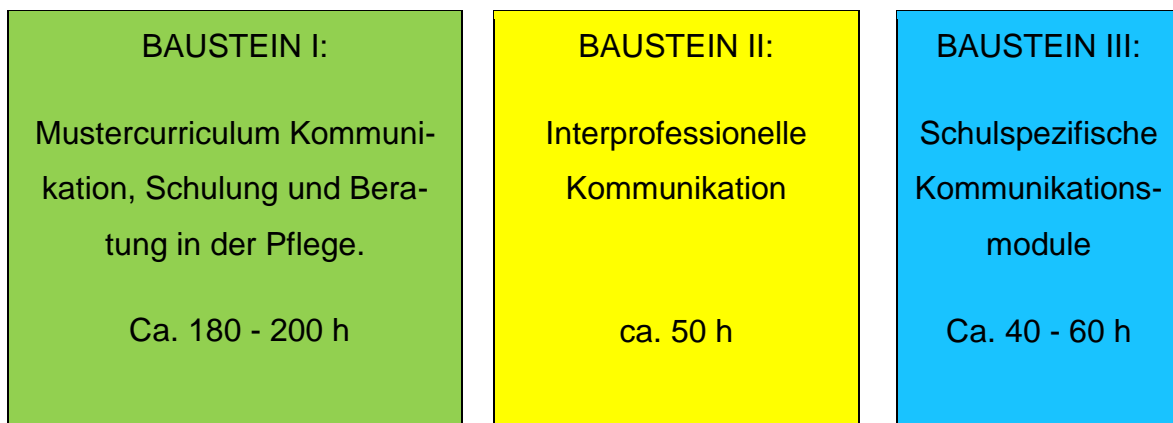 BAUSTEIN I:
Mustercurriculum Kommuni-
kation, Schulung und Bera-
tung in der Pflege.
Ca. 180 - 200 h
BAUSTEIN II:
Interprofessionelle
Kommunikation
ca. 50 h
BAUSTEIN III:
Schulspezifische
Kommunikations-
module
Ca. 40 - 60 h